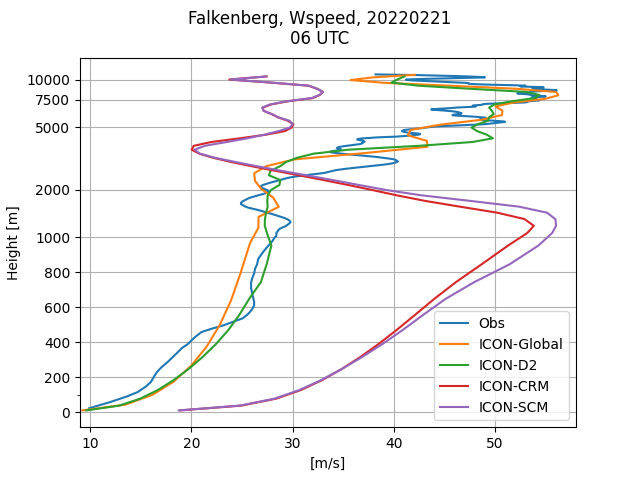 Falkenberg, Wspeed, 20220221
06 UTC
10000
7500
5000
2000
1000
800
600
400
200
0
Height [m]
10
20
30
40
50
[m/s]
Obs
ICON-Global
ICON-D2
ICON-CRM
ICON-SCM